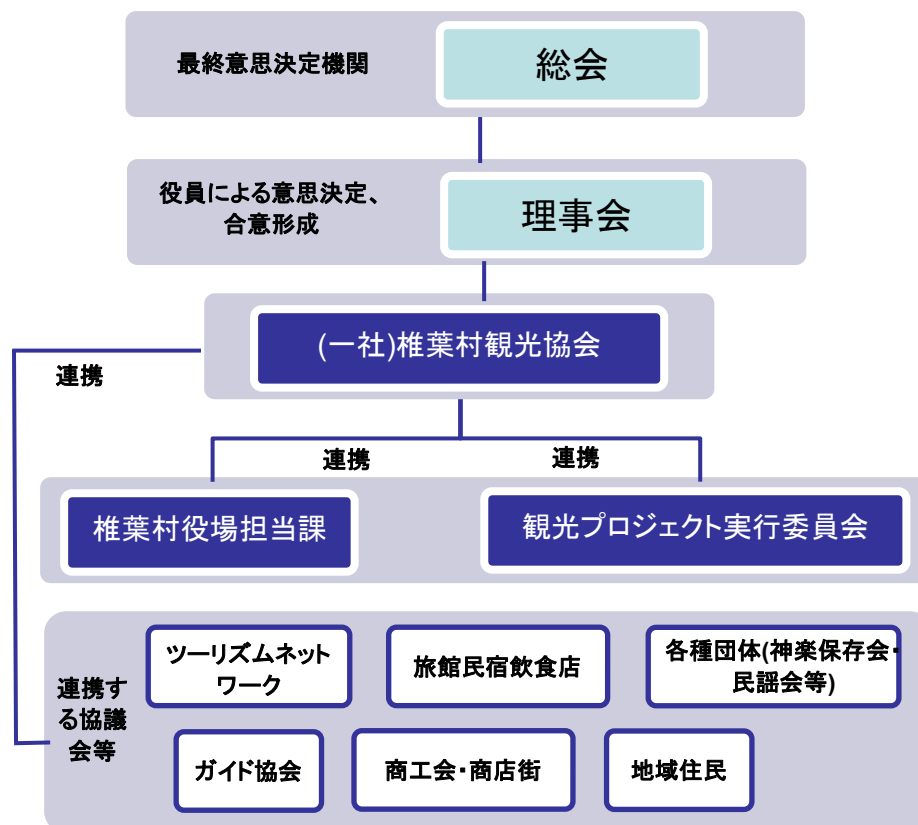 最終意思決定機関
総会
役員による意思決定、
合意形成
理事会
(一社)椎葉村観光協会
連携
連携
連携
椎葉村役場担当課
観光プロジェクト実行委員会
連携す
る協議
会等
ツーリズムネット
ワーク
旅館民宿飲食店
各種団体(神楽保存会・
民謡会等)
ガイド協会
商工会・商店街
地域住民